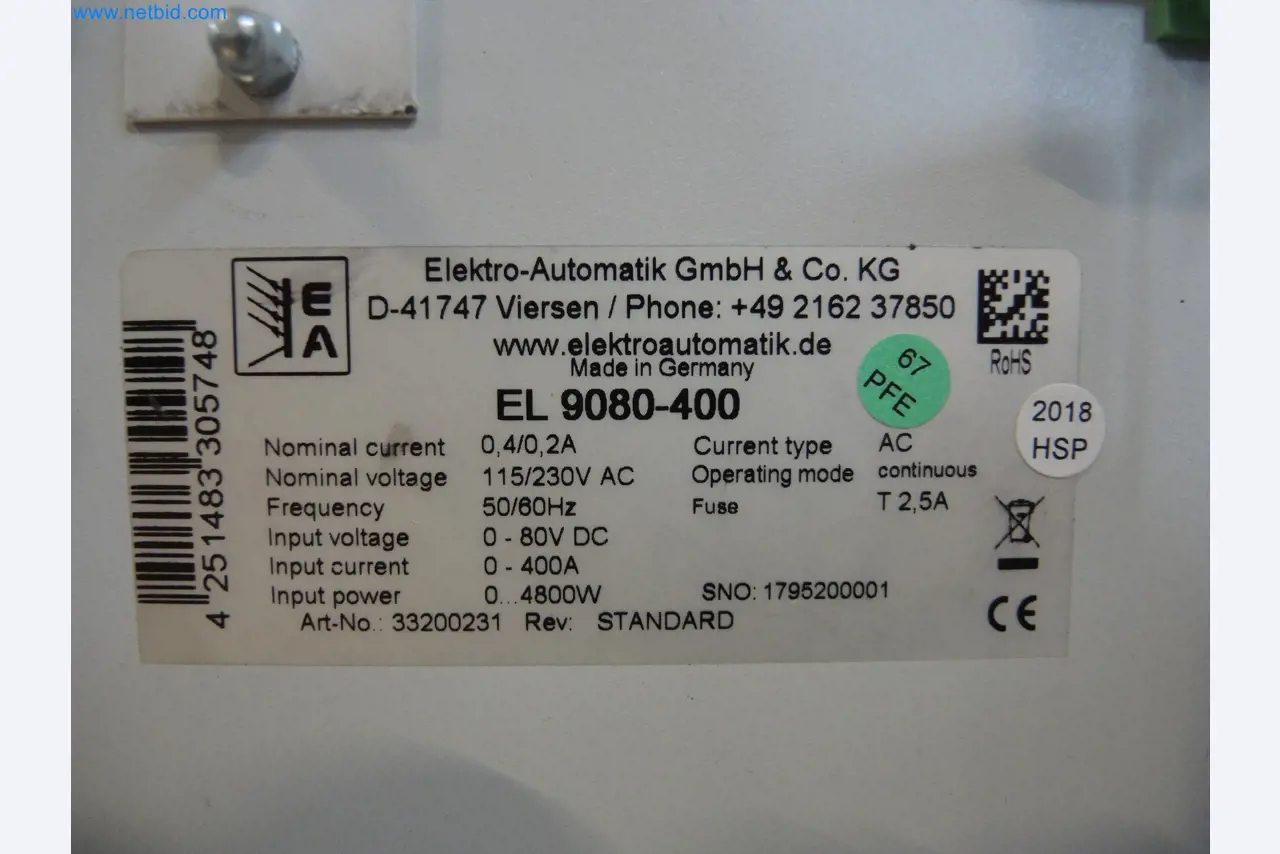 www.netbid.com
EA
Elektro-Automatik GmbH & Co. KG
D-41747 Viersen / Phone: +49 2162 37850
www.elektroautomatik.de
Made in Germany
EL 9080-400
RoHS
67
PFE
2018
HSP
Nominal current 0,4/0,2A Current type AC
Nominal voltage 115/230V AC Operating mode continuous
Frequency 50/60Hz Fuse T 2,5A
Input voltage 0 - 80V DC
Input current 0 - 400A
Input power 0...4800W SNO: 1795200001
Art-No.: 33200231 Rev: STANDARD
CE
4 251483 305748